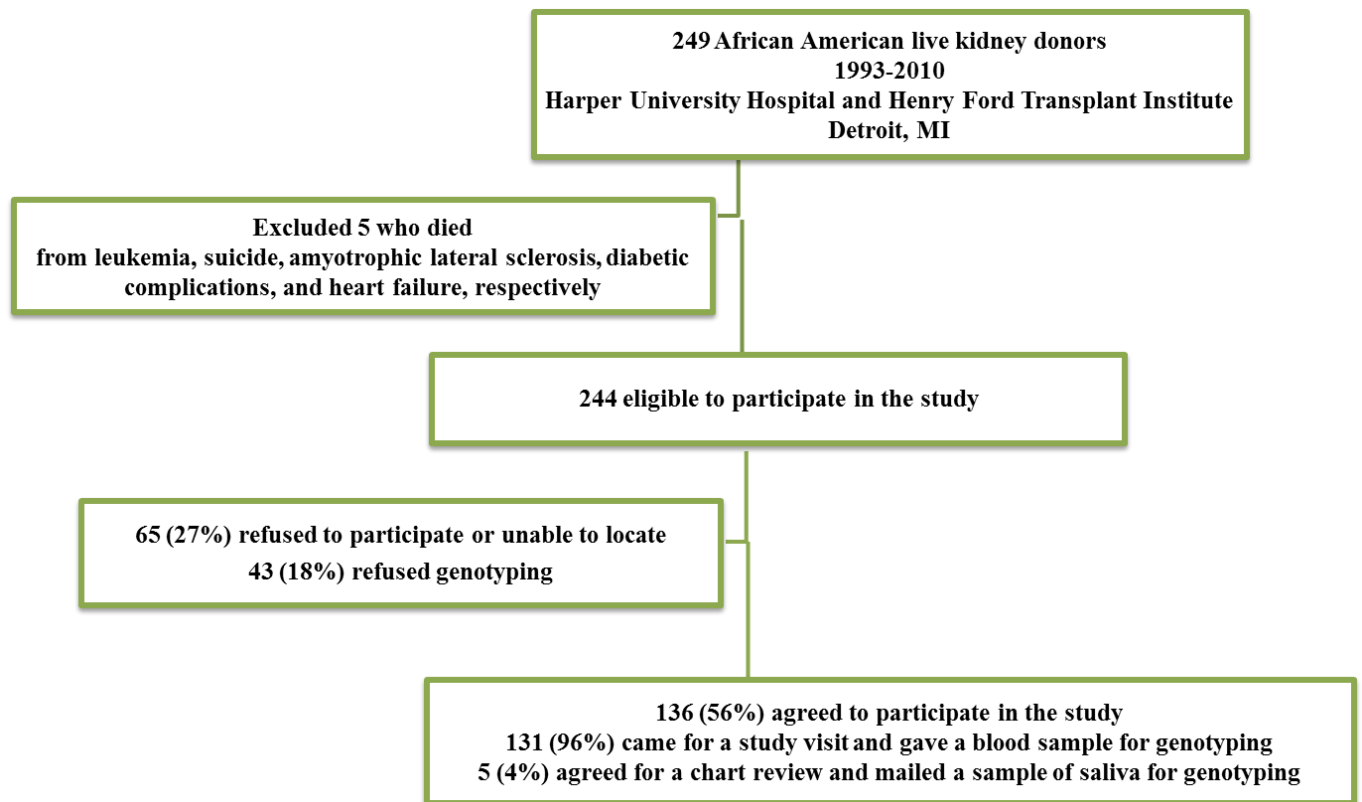 249 African American live kidney donors
1993-2010
Harper University Hospital and Henry Ford Transplant Institute
Detroit, MI
Excluded 5 who died
from leukemia, suicide, amyotrophic lateral sclerosis, diabetic
complications, and heart failure, respectively
244 eligible to participate in the study
65 (27%) refused to participate or unable to locate
43 (18%) refused genotyping
136 (56%) agreed to participate in the study
131 (96%) came for a study visit and gave a blood sample for genotyping
5 (4%) agreed for a chart review and mailed a sample of saliva for genotyping